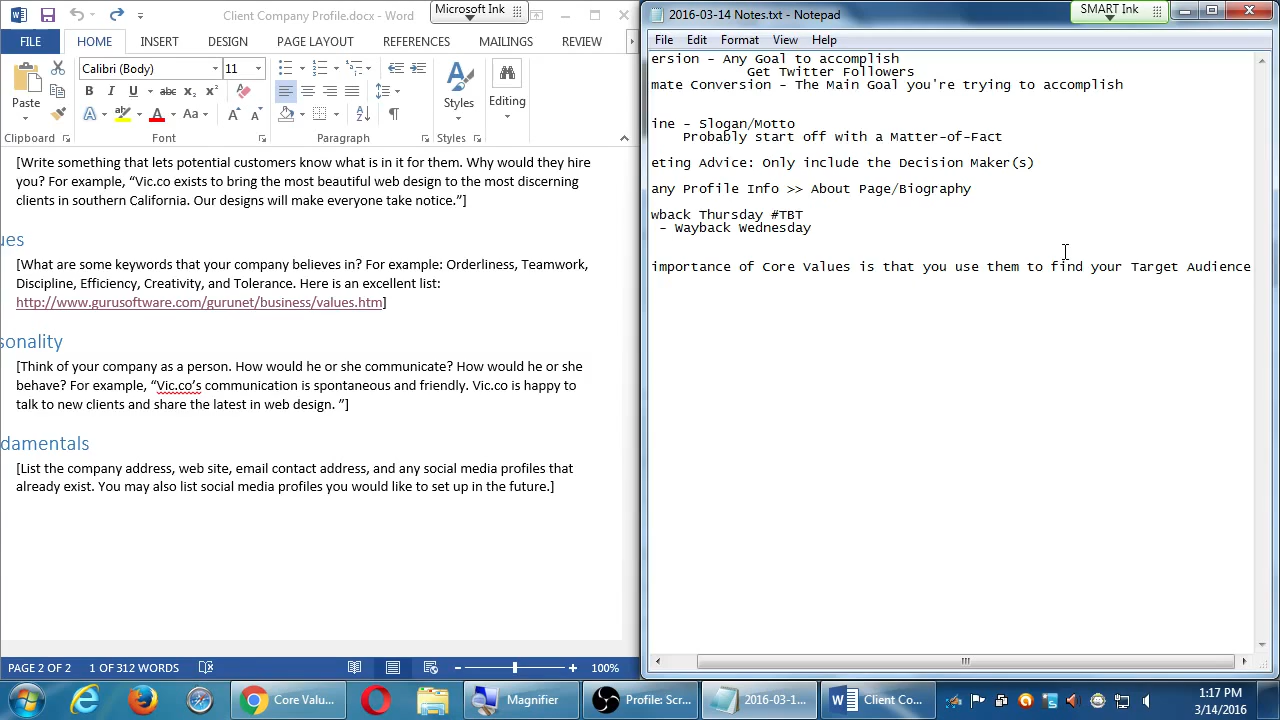 Client Company Profile.docx - Word
Microsoft Ink
FILE
HOME
INSERT
DESIGN
PAGE LAYOUT
REFERENCES
MAILINGS
REVIEW
Calibri (Body)
11
Paste
Styles
Editing
Clipboard
Font
Paragraph
Styles
[Write something that lets potential customers know what is in it for them. Why would they hire
you? For example, “Vic.co exists to bring the most beautiful web design to the most discerning
clients in southern California. Our designs will make everyone take notice.”]
ues
[What are some keywords that your company believes in? For example: Orderliness, Teamwork,
Discipline, Efficiency, Creativity, and Tolerance. Here is an excellent list:
http://www.gurusoftware.com/gurunet/business/values.htm]
sonality
[Think of your company as a person. How would he or she communicate? How would he or she
behave? For example, “Vic.co’s communication is spontaneous and friendly. Vic.co is happy to
talk to new clients and share the latest in web design. ”]
damentals
[List the company address, web site, email contact address, and any social media profiles that
already exist. You may also list social media profiles you would like to set up in the future.]
PAGE 2 OF 2
1 OF 312 WORDS
100%
2016-03-14 Notes.txt - Notepad
SMART Ink
File
Edit
Format
View
Help
ersion - Any Goal to accomplish
Get Twitter Followers
mate Conversion - The Main Goal you're trying to accomplish
ine - Slogan/Motto
Probably start off with a Matter-of-Fact
eting Advice: Only include the Decision Maker(s)
any Profile Info >> About Page/Biography
wback Thursday #TBT
- Wayback Wednesday
importance of Core Values is that you use them to find your Target Audience
Core Valu...
Magnifier
Profile: Scr...
2016-03-1...
Client Co...
1:17 PM
3/14/2016